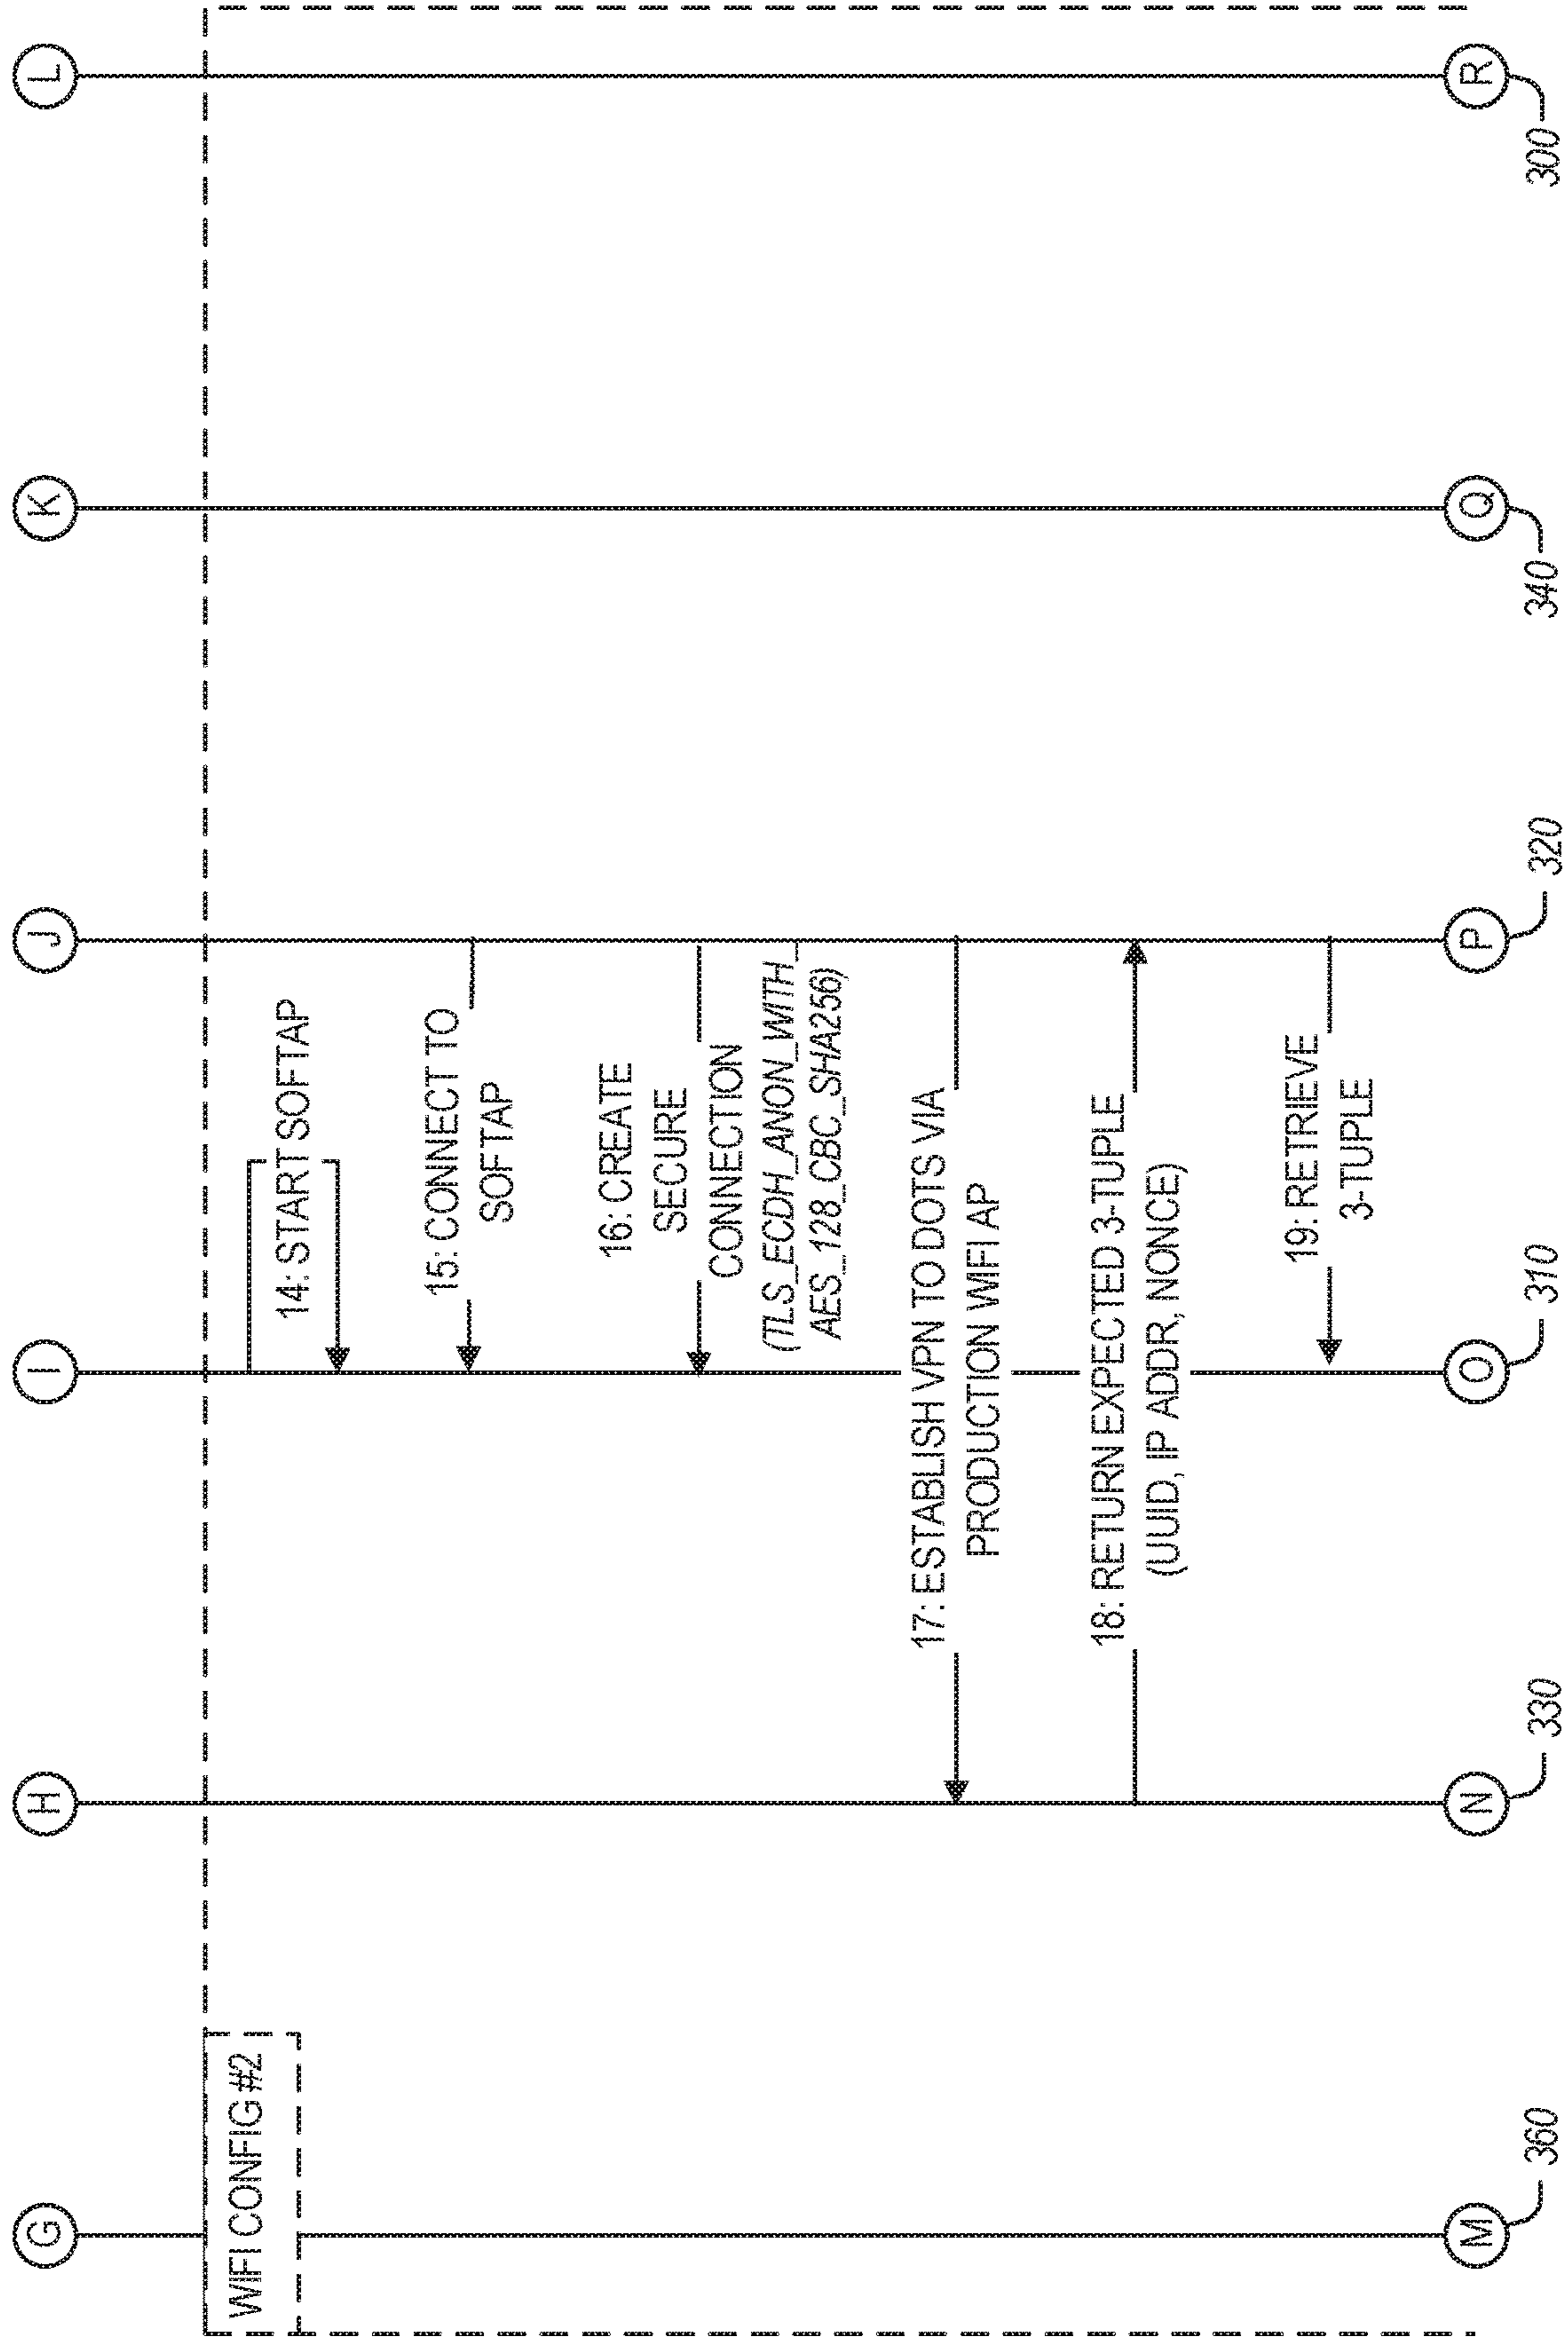 G
H
I
J
K
L
WIFI CONFIG #2
14: START SOFTAP
15: CONNECT TO
SOFTAP
16: CREATE
SECURE
CONNECTION
(TLS_ECDH_ANON_WITH_
AES_128_CBC_SHA256)
17: ESTABLISH VPN TO DOTS VIA
PRODUCTION WIFI AP
18: RETURN EXPECTED 3-TUPLE
(UUID, IP ADDR, NONCE)
19: RETRIEVE
3-TUPLE
M
N
O
P
Q
R
360
330
310
320
340
300